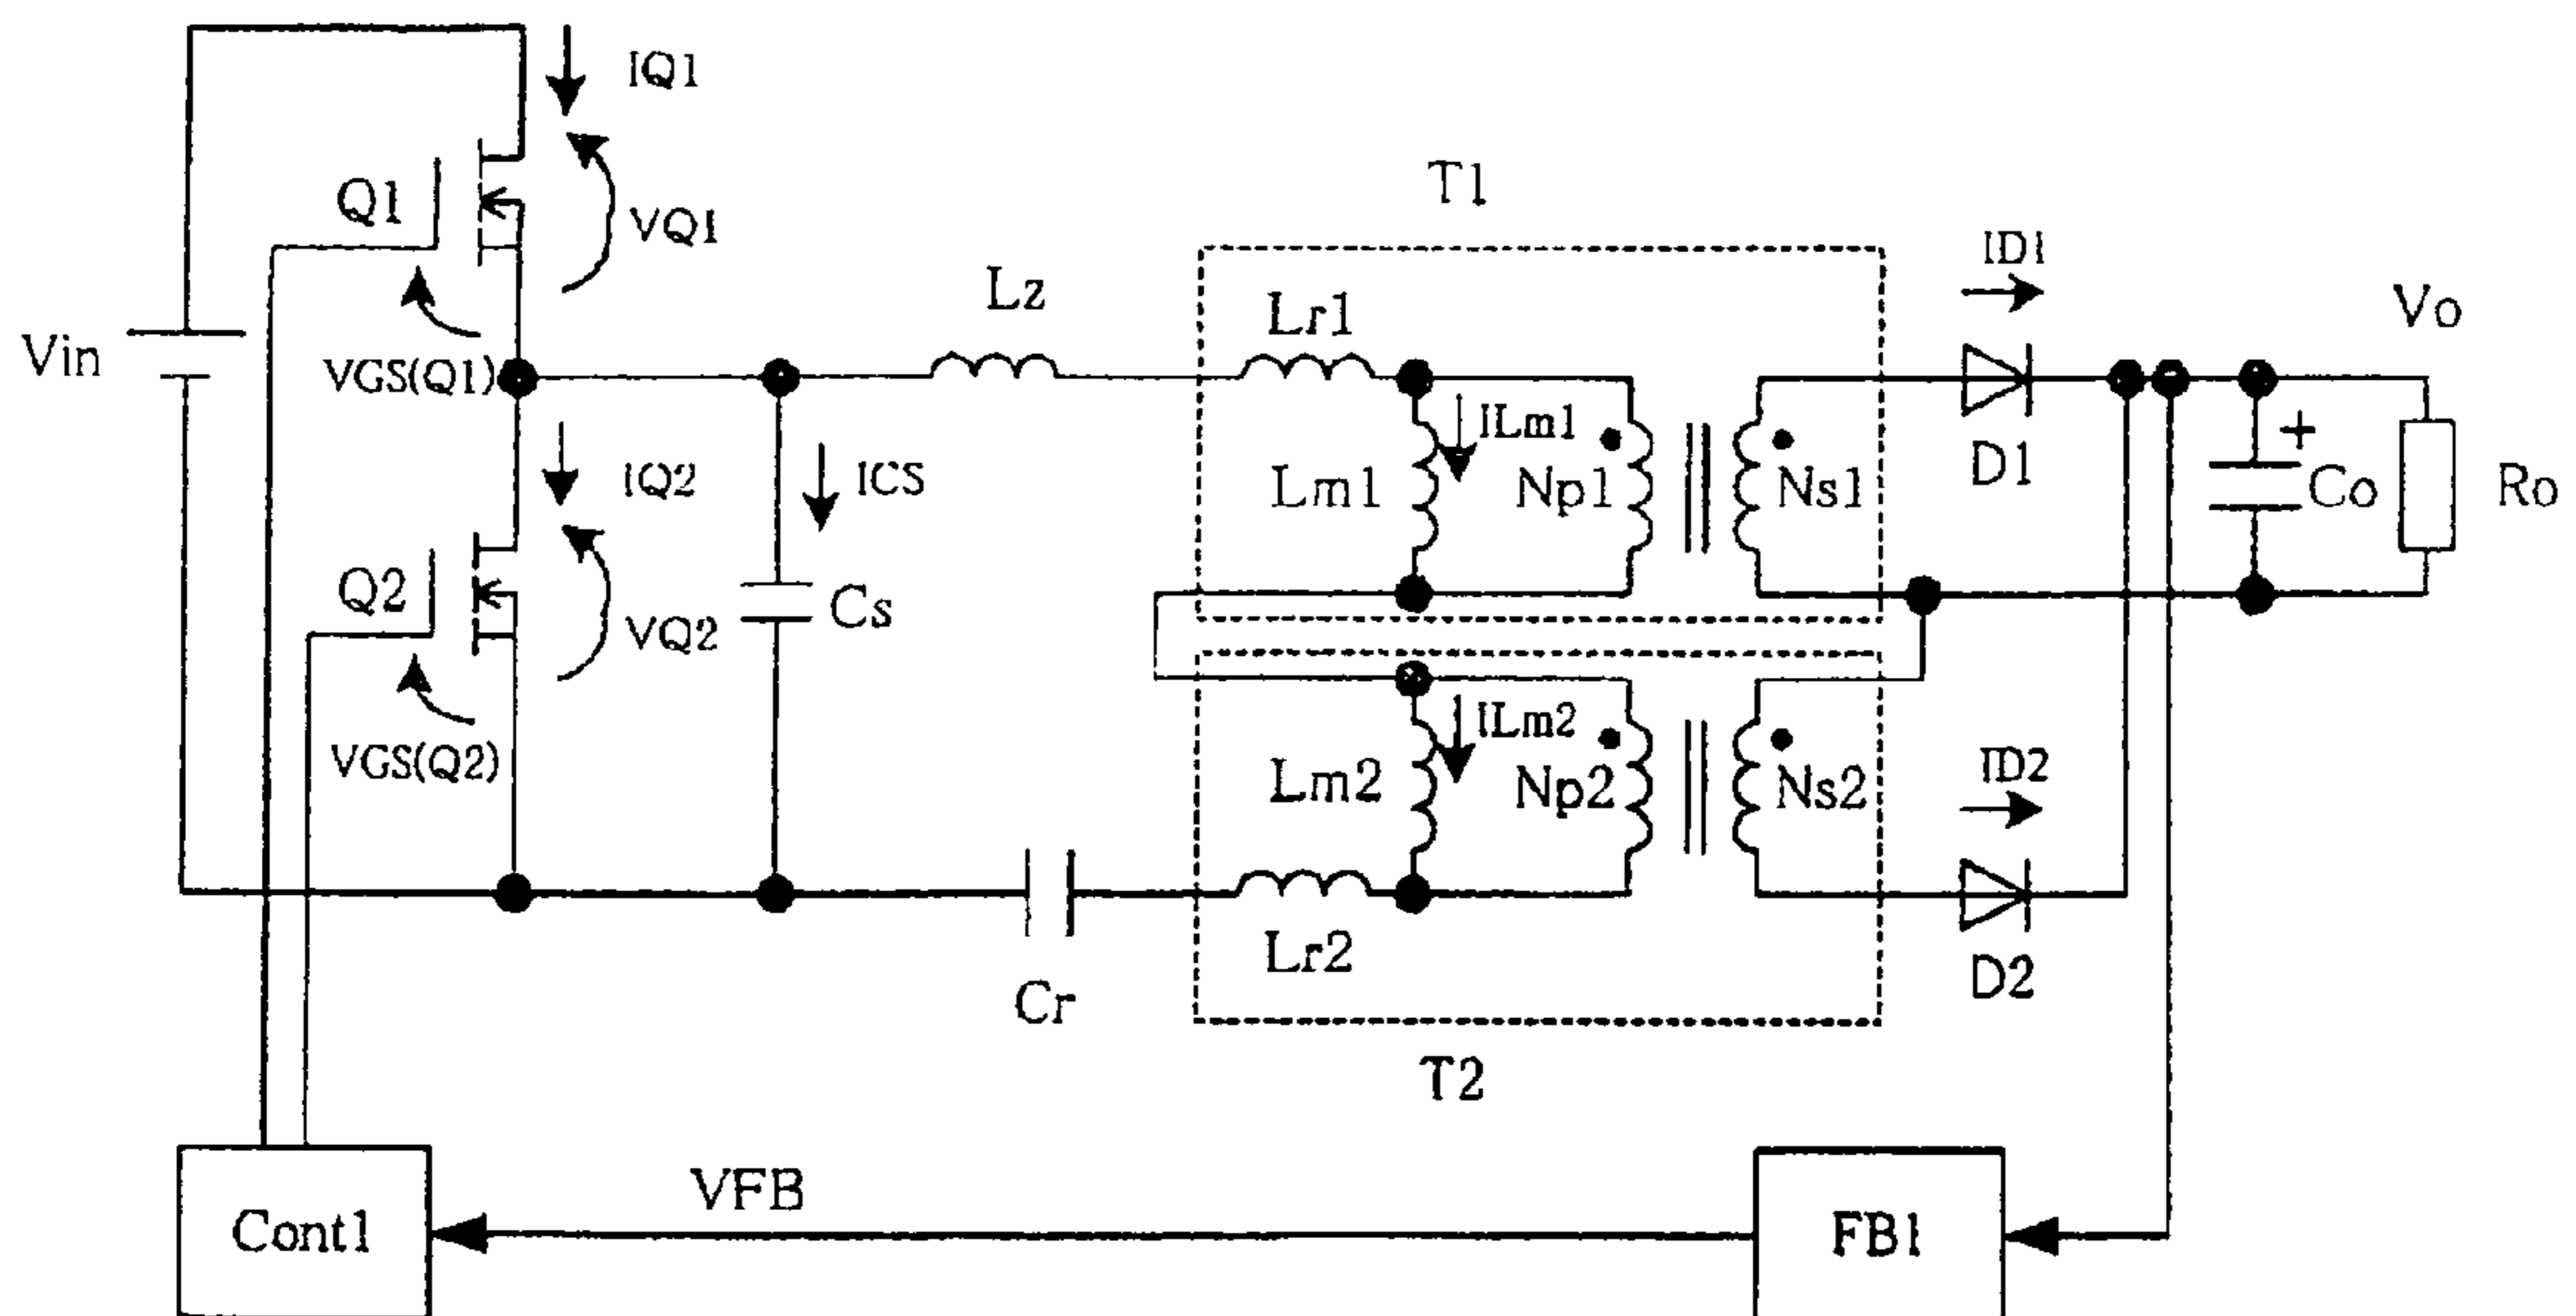 IQ1
Q1
VQ1
T1
ID1
Vin
VGS(Q1)
Lz
Lr1
Vo
ILm1
IQ2
ICS
Lm1
Np1
Ns1
D1
+
Co
Ro
Q2
VQ2
Cs
ILm2
VGS(Q2)
Lm2
Np2
Ns2
ID2
Lr2
Cr
D2
T2
VFB
Cont1
FB1